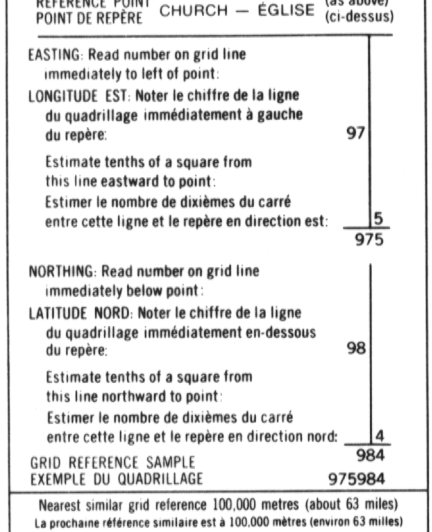 REFERENCE POINT
POINT DE REPÈRE CHURCH — ÉGLISE (as above)
(ci-dessus)
EASTING: Read number on grid line
immediately to left of point:
LONGITUDE EST: Noter le chiffre de la ligne
du quadrillage immédiatement à gauche
du repère: 97
Estimate tenths of a square from
this line eastward to point:
Estimer le nombre de dixièmes du carré
entre cette ligne et le repère en direction est: 5
975
NORTHING: Read number on grid line
immediately below point:
LATITUDE NORD: Noter le chiffre de la ligne
du quadrillage immédiatement en-dessous
du repère: 98
Estimate tenths of a square from
this line northward to point:
Estimer le nombre de dixièmes du carré
entre cette ligne et le repère en direction nord: 4
984
GRID REFERENCE SAMPLE
EXEMPLE DU QUADRILLAGE 975984
Nearest similar grid reference 100,000 metres (about 63 miles)
La prochaine référence similaire est à 100,000 mètres (environ 63 milles)